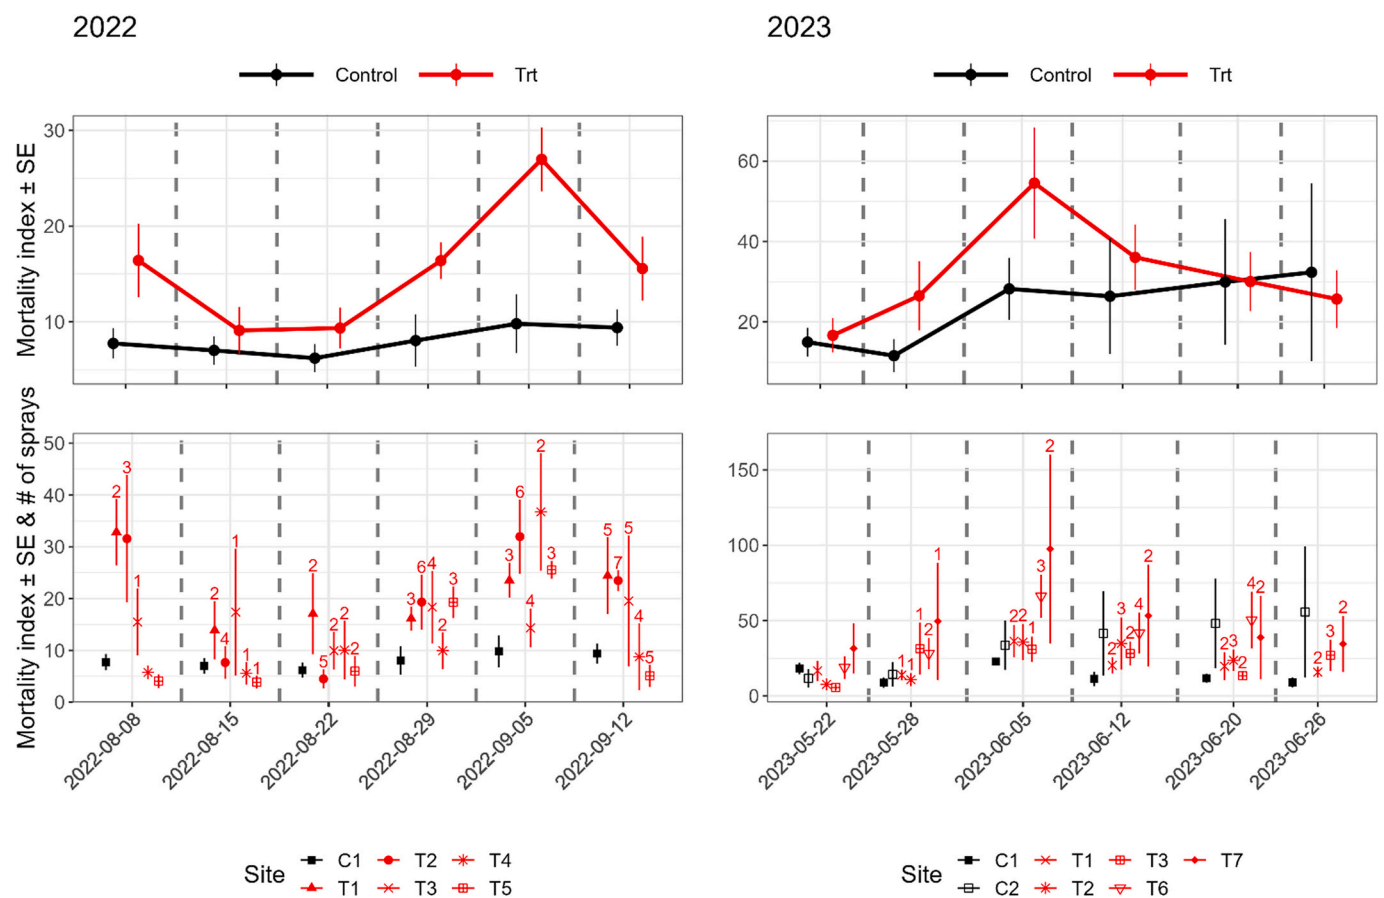 2022
2023
Control Trt
Control Trt
Mortality index ± SE
30
20
10
60
40
20
Mortality index ± SE & # of sprays
50
40
30
20
10
0
2 3 1
2 4 1 1 1
2 5 2 2 2
3 6 4 2 3
3 6 4 2 3
5 7 5 4 5
2022-08-08
2022-08-15
2022-08-22
2022-08-29
2022-09-05
2022-09-12
150
100
50
0
1 1 1 2 1
2 2 1 3 2
2 3 2 4 2
2 3 2 4 2
2 3 2
2023-05-22
2023-05-28
2023-06-05
2023-06-12
2023-06-20
2023-06-26
Site C1 T2 T4
T1 T3 T5
Site C1 T1 T3 T7
C2 T2 T6